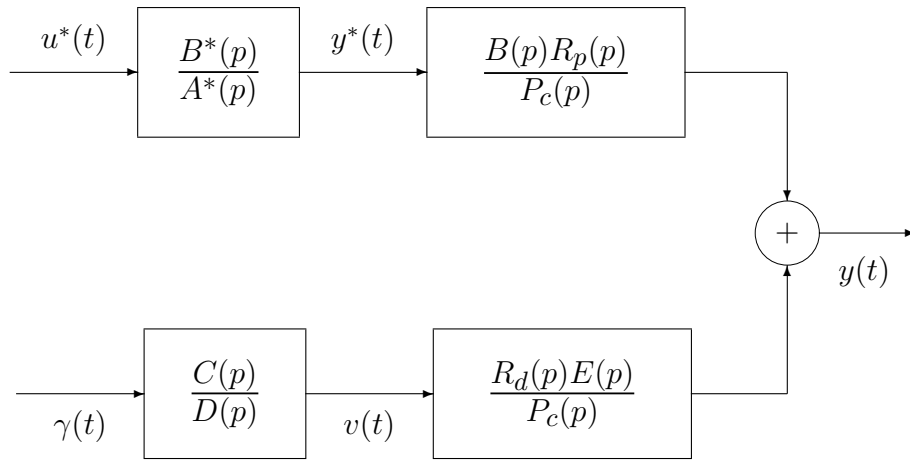 u*(t)
B*(p)
A*(p)
y*(t)
B(p)R_p(p)
P_c(p)
+
y(t)
γ(t)
C(p)
D(p)
v(t)
R_d(p)E(p)
P_c(p)